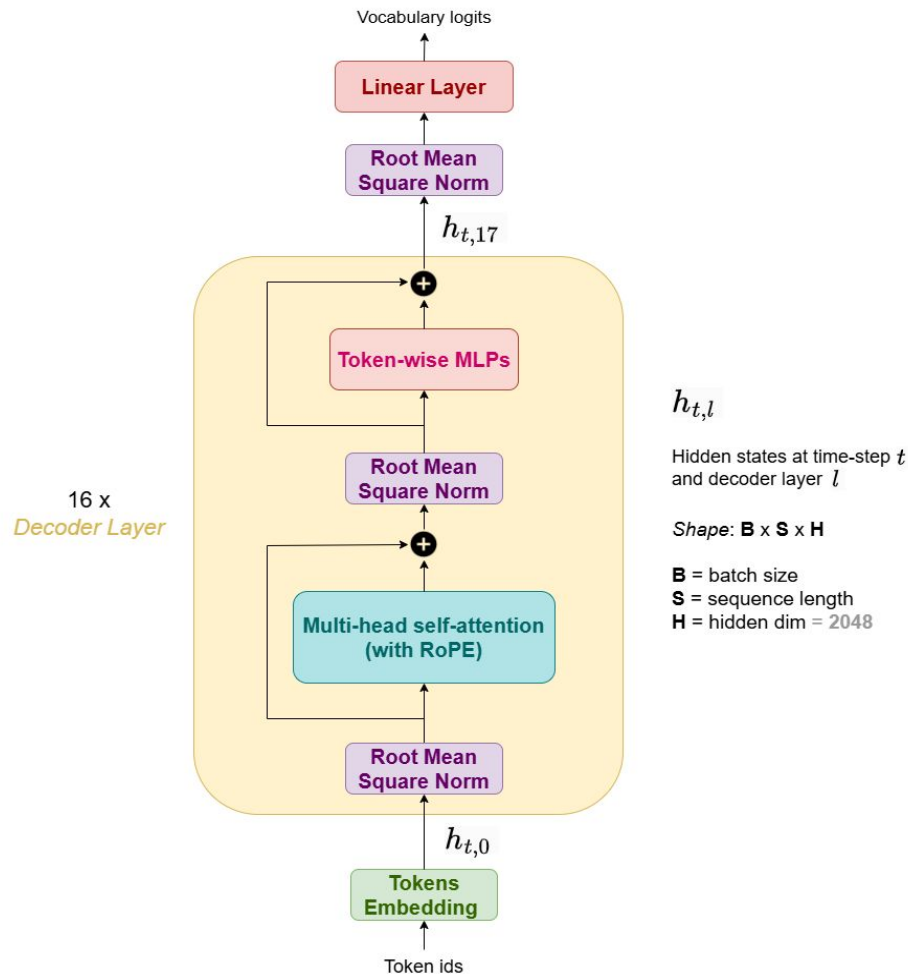 Vocabulary logits
Linear Layer
Root Mean
Square Norm
h_{t,17}
Token-wise MLPs
Root Mean
Square Norm
16 x
Decoder Layer
Multi-head self-attention
(with RoPE)
Root Mean
Square Norm
h_{t,0}
Tokens
Embedding
Token ids
h_{t,l}
Hidden states at time-step t
and decoder layer l
Shape: B x S x H
B = batch size
S = sequence length
H = hidden dim = 2048